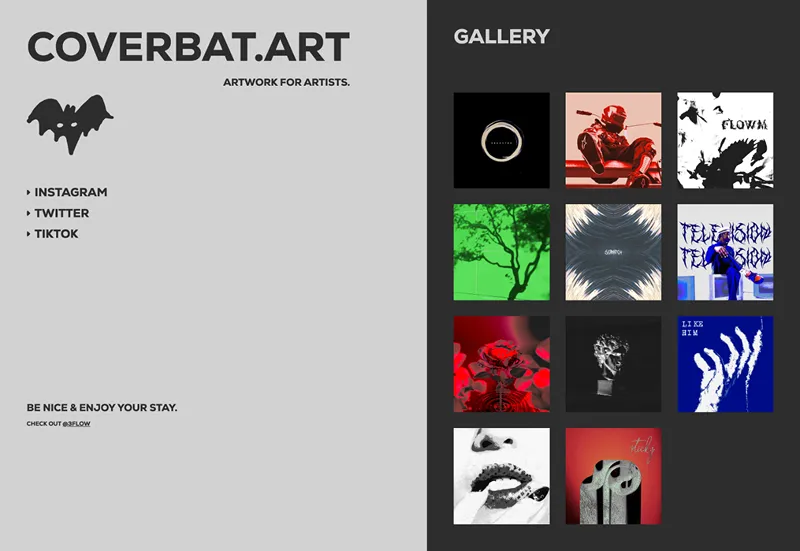 COVERBAT.ART
ARTWORK FOR ARTISTS.
INSTAGRAM
TWITTER
TIKTOK
BE NICE & ENJOY YOUR STAY.
CHECK OUT @3FLOW
GALLERY
FLOWM
TELEVISION
TELEVISION
LIKE
HIM
sticks